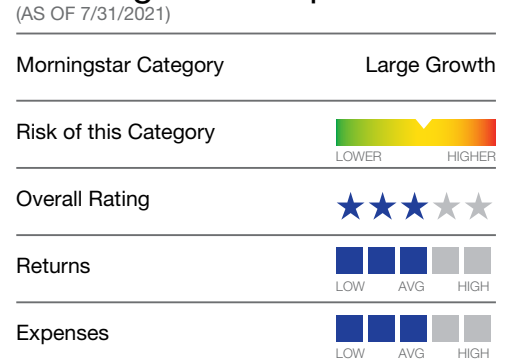 (AS OF 7/31/2021)
Morningstar Category Large Growth
Risk of this Category
LOWER HIGHER
Overall Rating
Returns
LOW AVG HIGH
Expenses
LOW AVG HIGH